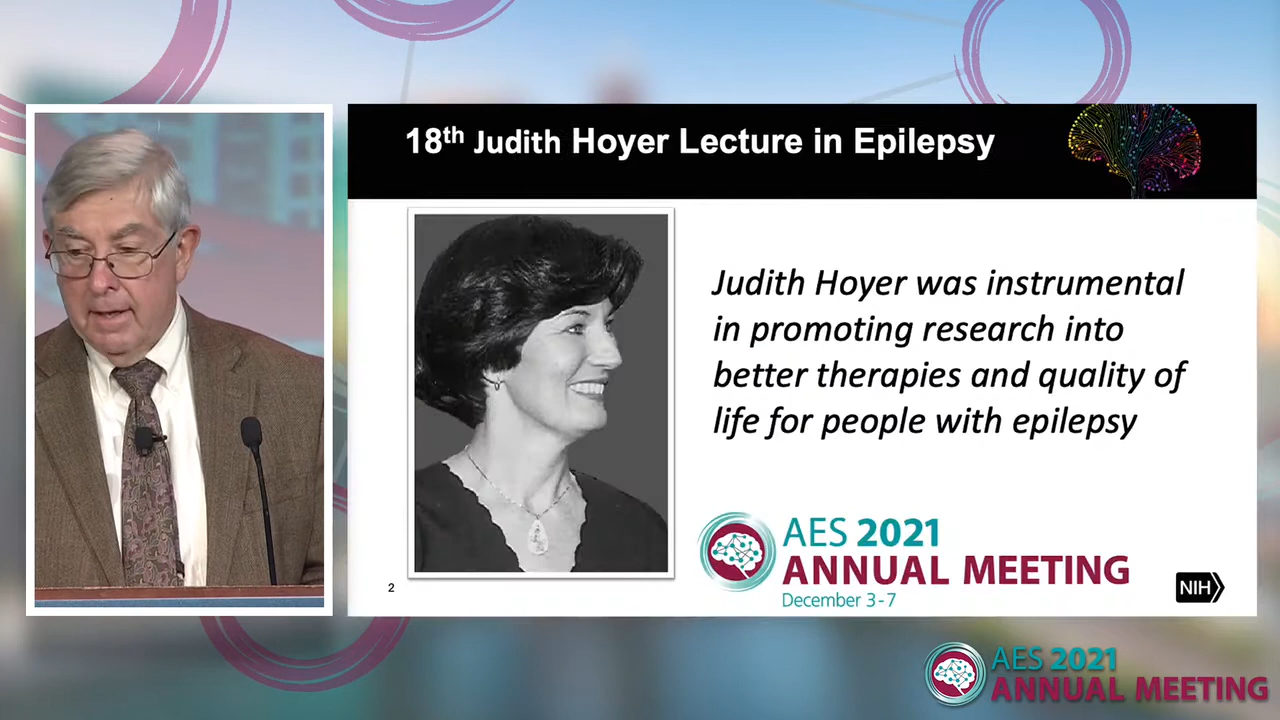 18th Judith Hoyer Lecture in Epilepsy
Judith Hoyer was instrumental
in promoting research into
better therapies and quality of
life for people with epilepsy
AES 2021
ANNUAL MEETING
December 3-7
2
NIH
AES 2021
ANNUAL MEETING